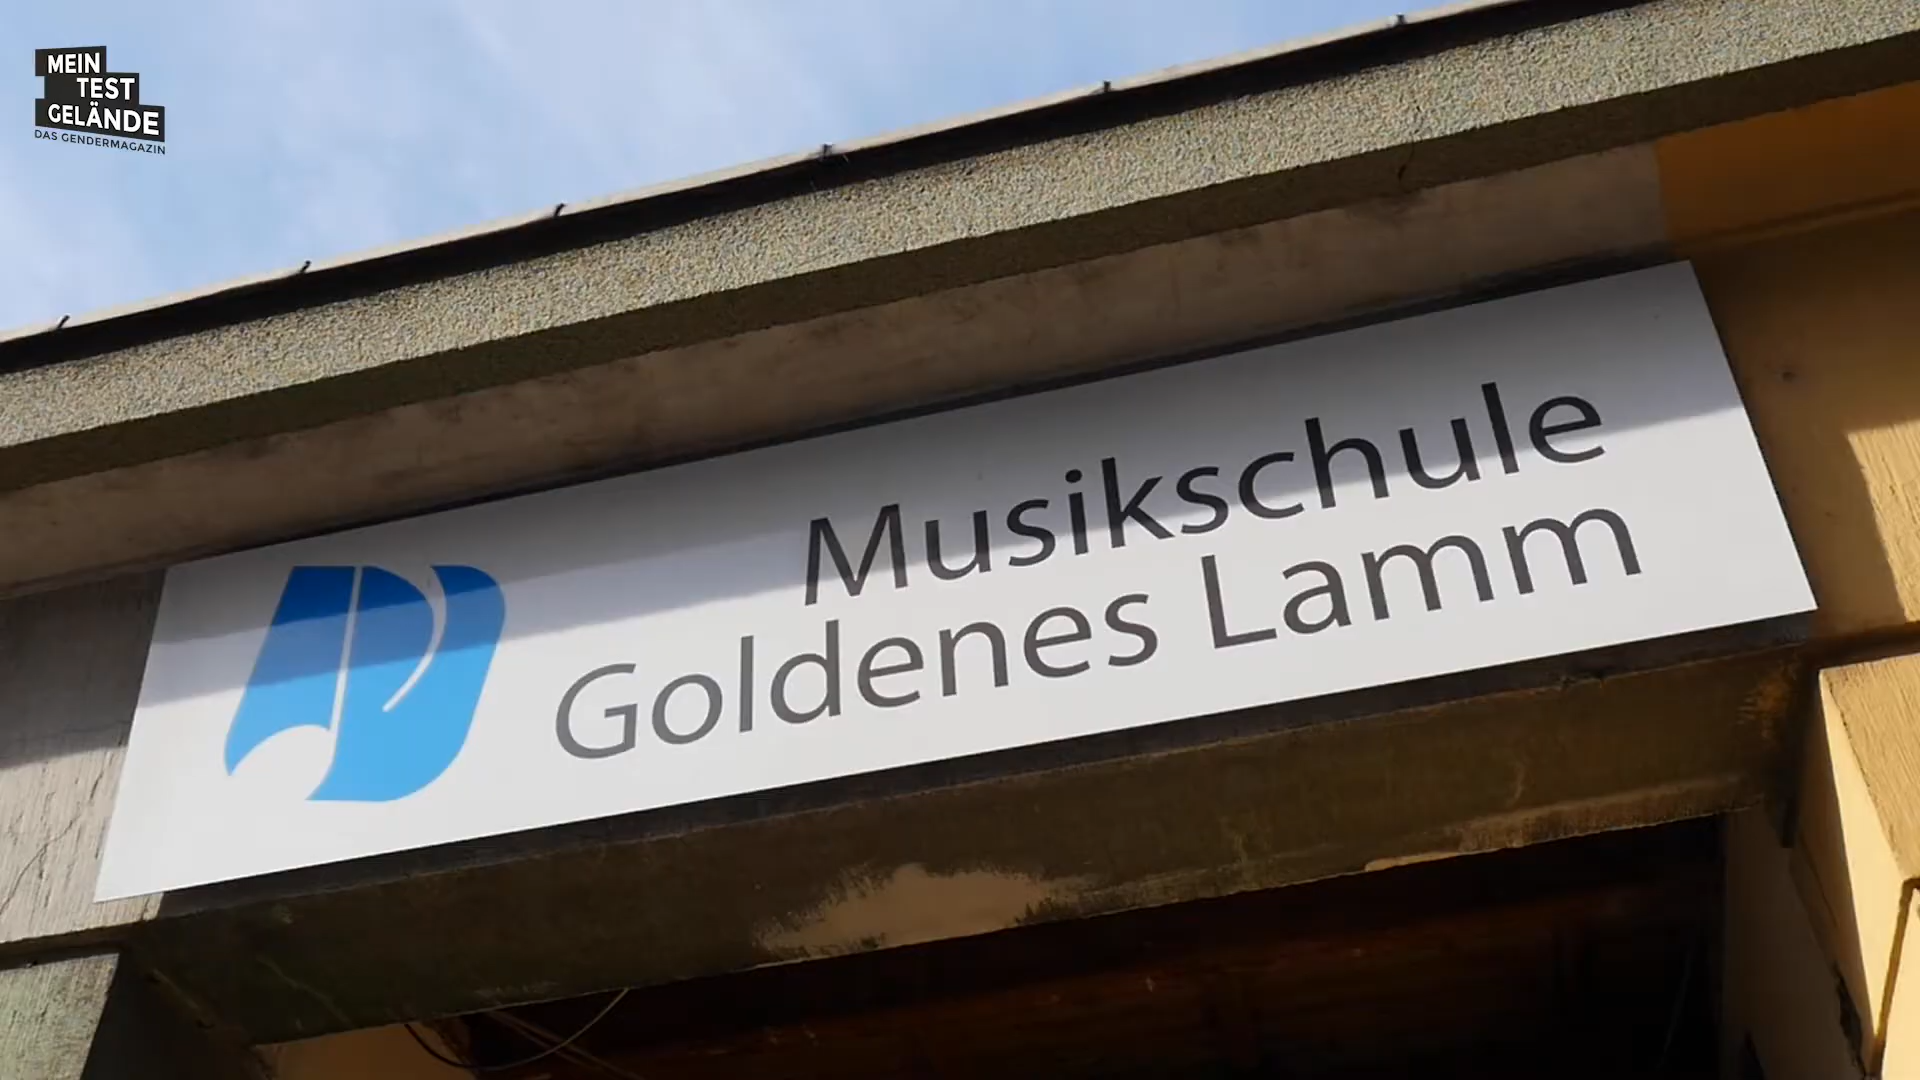 MEIN
TEST
GELÄNDE
DAS GENDERMAGAZIN
Musikschule
Goldenes Lamm